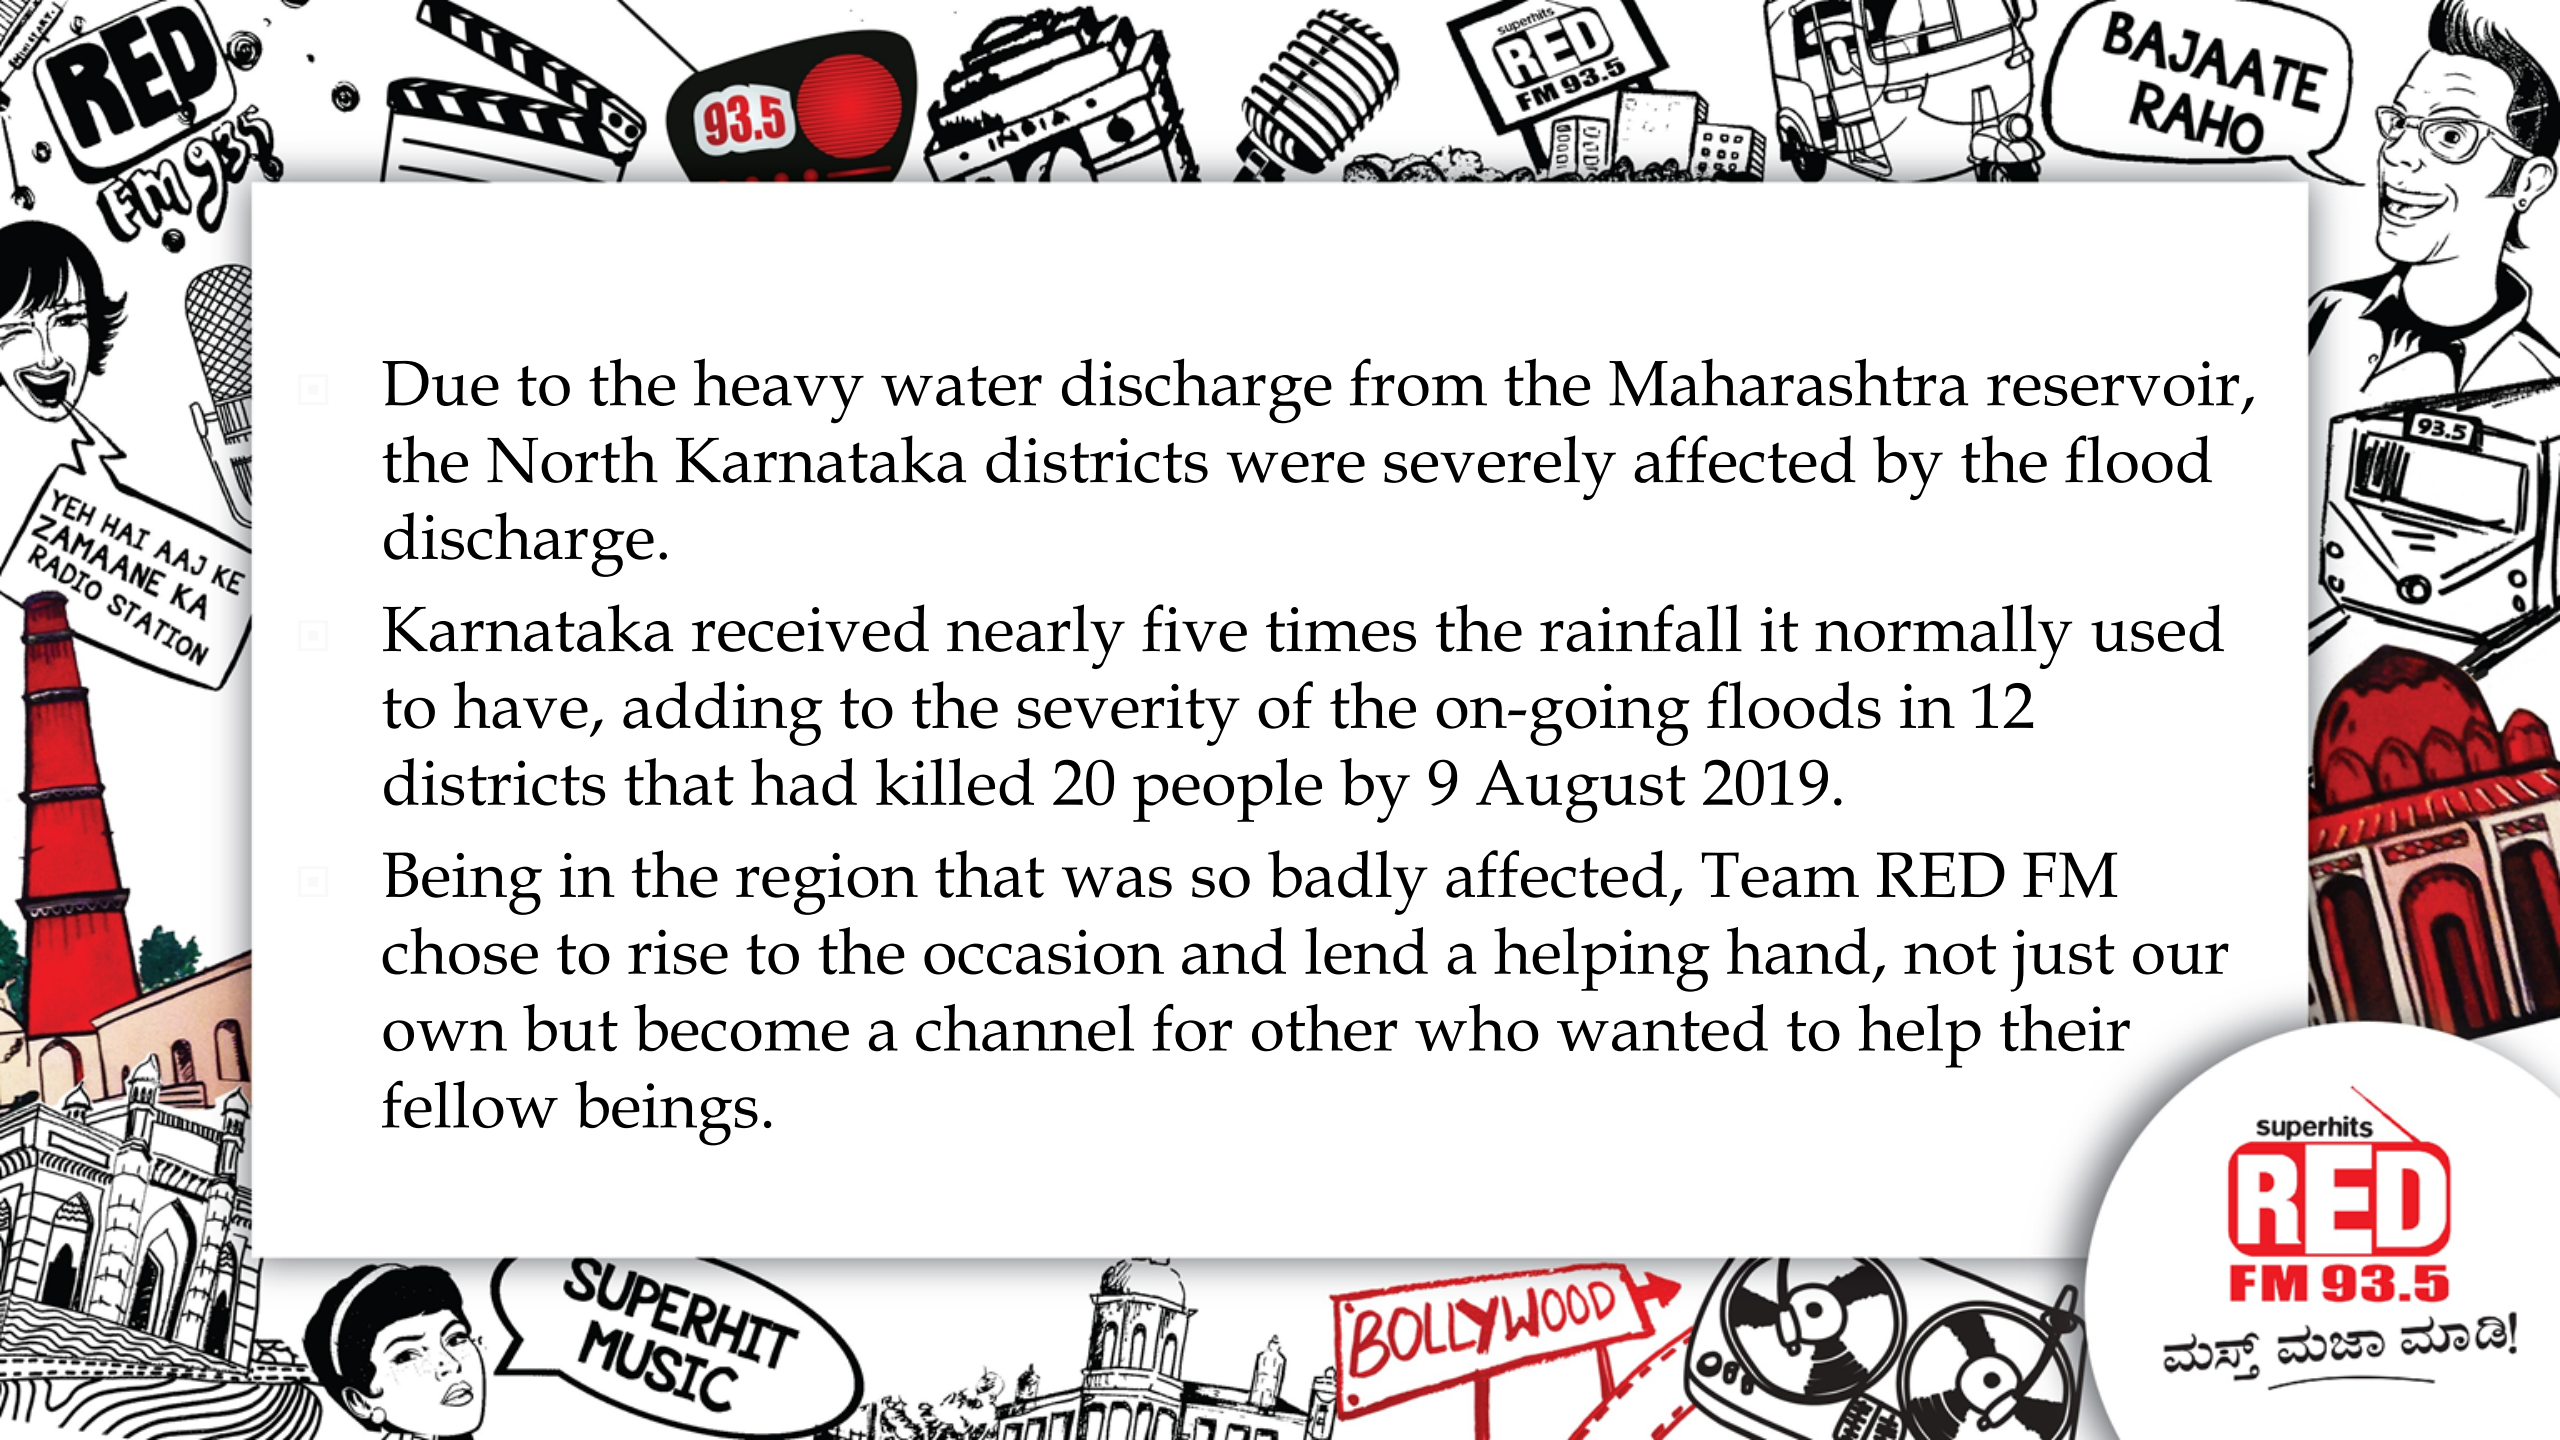 RED
FM 935
93.5
INDIA
superhits
RED
FM 93.5
BAJAATE
RAHO
YEH HAI AAJ KE
ZAMAANE KA
RADIO STATION
93.5
Due to the heavy water discharge from the Maharashtra reservoir,
the North Karnataka districts were severely affected by the flood
discharge.
Karnataka received nearly five times the rainfall it normally used
to have, adding to the severity of the on-going floods in 12
districts that had killed 20 people by 9 August 2019.
Being in the region that was so badly affected, Team RED FM
chose to rise to the occasion and lend a helping hand, not just our
own but become a channel for other who wanted to help their
fellow beings.
SUPERHIT
MUSIC
BOLLYWOOD
superhits
RED
FM 93.5
ಮಸ್ತ್ ಮಜಾ ಮಾಡಿ!